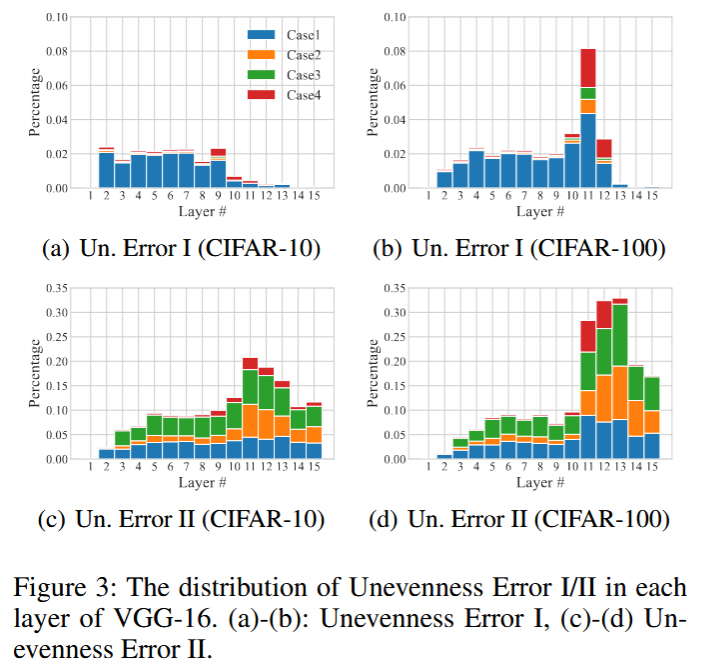 0.10
0.08
0.06
0.04
0.02
0.00
Percentage
Case1
Case2
Case3
Case4
1 2 3 4 5 6 7 8 9 10 11 12 13 14 15
Layer #
(a) Un. Error I (CIFAR-10)
0.10
0.08
0.06
0.04
0.02
0.00
Percentage
1 2 3 4 5 6 7 8 9 10 11 12 13 14 15
Layer #
(b) Un. Error I (CIFAR-100)
0.35
0.30
0.25
0.20
0.15
0.10
0.05
0.00
Percentage
1 2 3 4 5 6 7 8 9 10 11 12 13 14 15
Layer #
(c) Un. Error II (CIFAR-10)
0.35
0.30
0.25
0.20
0.15
0.10
0.05
0.00
Percentage
1 2 3 4 5 6 7 8 9 10 11 12 13 14 15
Layer #
(d) Un. Error II (CIFAR-100)
Figure 3: The distribution of Unevenness Error I/II in each
layer of VGG-16. (a)-(b): Unevenness Error I, (c)-(d) Un-
evenness Error II.